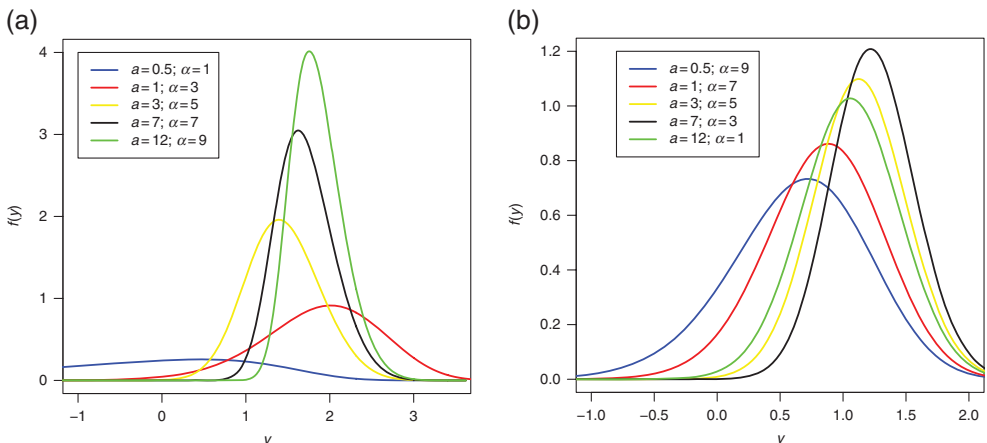 (a)
4
3
2
1
0
f(y)
a=0.5; α=1
a=1; α=3
a=3; α=5
a=7; α=7
a=12; α=9
−1 0 1 2 3
y
(b)
1.2
1.0
0.8
0.6
0.4
0.2
0.0
f(y)
a=0.5; α=9
a=1; α=7
a=3; α=5
a=7; α=3
a=12; α=1
−1.0 −0.5 0.0 0.5 1.0 1.5 2.0
y